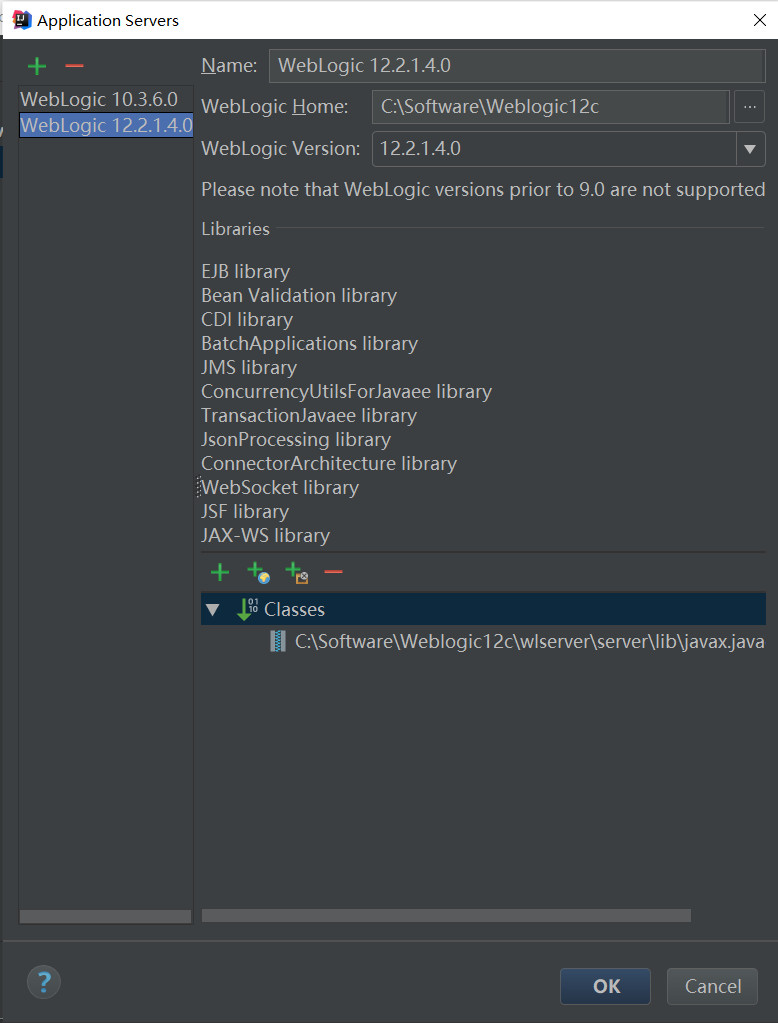 Application Servers
Name: WebLogic 12.2.1.4.0
WebLogic 10.3.6.0
WebLogic 12.2.1.4.0
WebLogic Home: C:\Software\Weblogic12c ...
WebLogic Version: 12.2.1.4.0
Please note that WebLogic versions prior to 9.0 are not supported
Libraries
EJB library
Bean Validation library
CDI library
BatchApplications library
JMS library
ConcurrencyUtilsForJavaee library
TransactionJavaee library
JsonProcessing library
ConnectorArchitecture library
WebSocket library
JSF library
JAX-WS library
Classes
C:\Software\Weblogic12c\wlserver\server\lib\javax.java
?
OK
Cancel